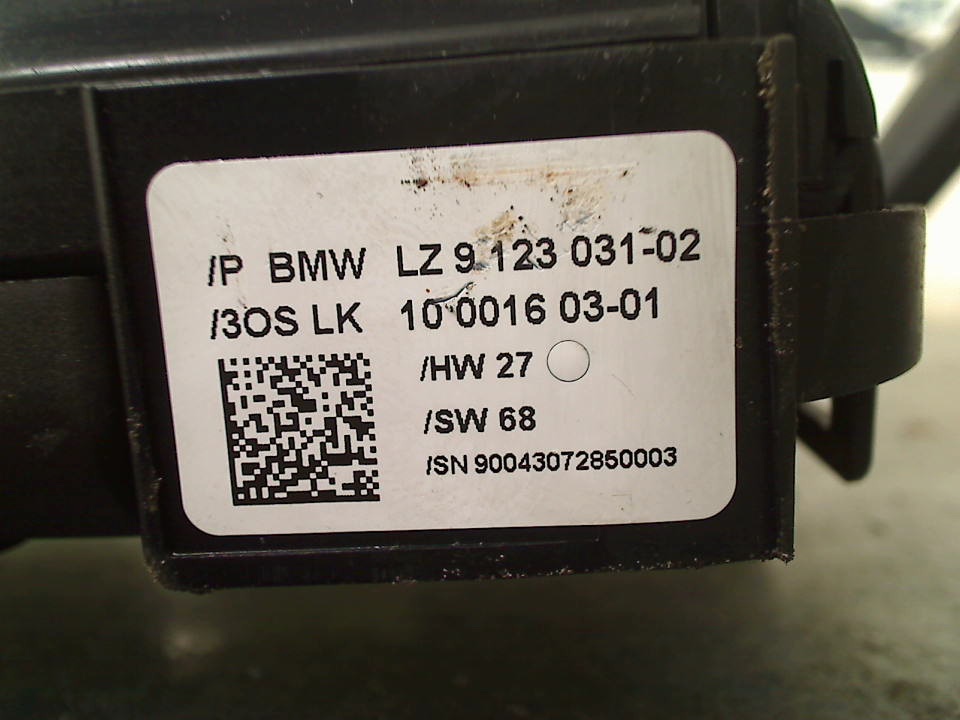 /P BMW LZ 9 123 031-02
/3OS LK 10 0016 03-01
/HW 27
/SW 68
/SN 90043072850003